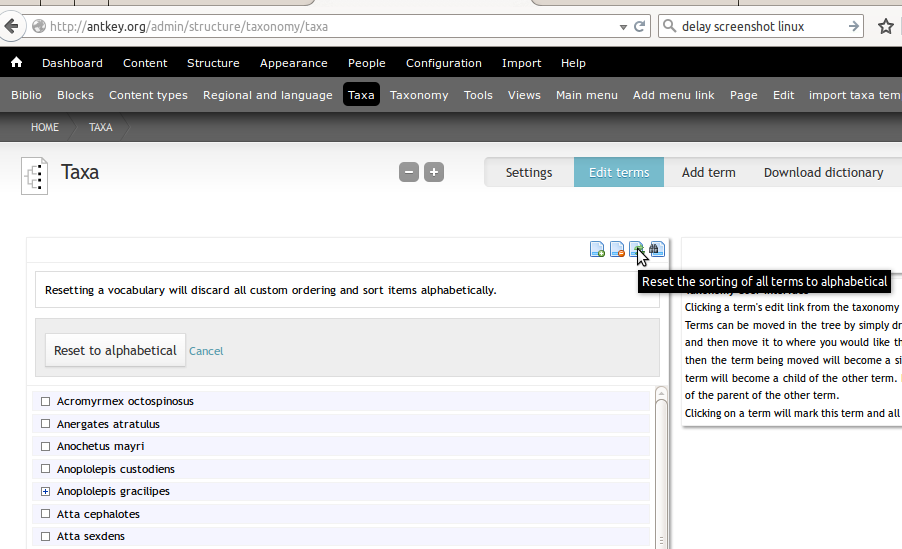 http://antkey.org/admin/structure/taxonomy/taxa
delay screenshot linux
Dashboard Content Structure Appearance People Configuration Import Help
Biblio Blocks Content types Regional and language Taxa Taxonomy Tools Views Main menu Add menu link Page Edit import taxa tem
HOME TAXA
Taxa
Settings Edit terms Add term Download dictionary
Reset the sorting of all terms to alphabetical
Resetting a vocabulary will discard all custom ordering and sort items alphabetically.
Reset to alphabetical Cancel
Acromyrmex octospinosus
Anergates atratulus
Anochetus mayri
Anoplolepis custodiens
Anoplolepis gracilipes
Atta cephalotes
Atta sexdens
Clicking a term's edit link from the taxonomy
Terms can be moved in the tree by simply dr
and then move it to where you would like th
then the term being moved will become a si
term will become a child of the other term.
of the parent of the other term.
Clicking on a term will mark this term and all